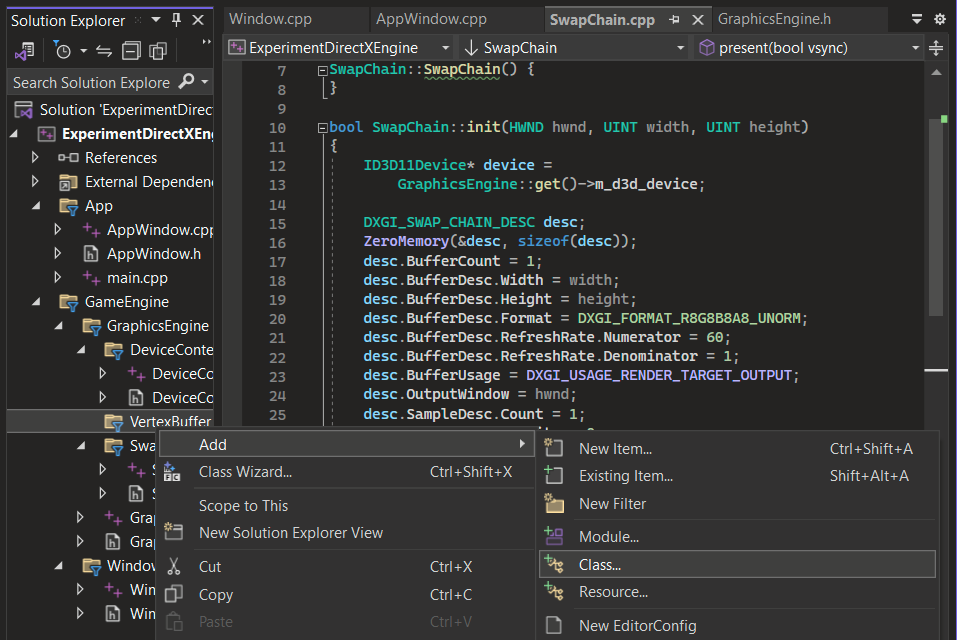 Solution Explorer
Window.cpp AppWindow.cpp SwapChain.cpp GraphicsEngine.h
ExperimentDirectXEngine SwapChain present(bool vsync)
Search Solution Explore
Solution 'ExperimentDirec
ExperimentDirectXEng
References
External Dependen
App
AppWindow.cpp
AppWindow.h
main.cpp
GameEngine
GraphicsEngine
DeviceConte
DeviceCo
DeviceCo
VertexBuffer
Swa
S
S
Grap
Grap
Window
Win
Win
7 SwapChain::SwapChain() {
8 }
9
10 bool SwapChain::init(HWND hwnd, UINT width, UINT height)
11 {
12 ID3D11Device* device =
13 GraphicsEngine::get()->m_d3d_device;
14
15 DXGI_SWAP_CHAIN_DESC desc;
16 ZeroMemory(&desc, sizeof(desc));
17 desc.BufferCount = 1;
18 desc.BufferDesc.Width = width;
19 desc.BufferDesc.Height = height;
20 desc.BufferDesc.Format = DXGI_FORMAT_R8G8B8A8_UNORM;
21 desc.BufferDesc.RefreshRate.Numerator = 60;
22 desc.BufferDesc.RefreshRate.Denominator = 1;
23 desc.BufferUsage = DXGI_USAGE_RENDER_TARGET_OUTPUT;
24 desc.OutputWindow = hwnd;
25 desc.SampleDesc.Count = 1;
Add
Class Wizard... Ctrl+Shift+X
Scope to This
New Solution Explorer View
Cut Ctrl+X
Copy Ctrl+C
Paste Ctrl+V
New Item... Ctrl+Shift+A
Existing Item... Shift+Alt+A
New Filter
Module...
Class...
Resource...
New EditorConfig